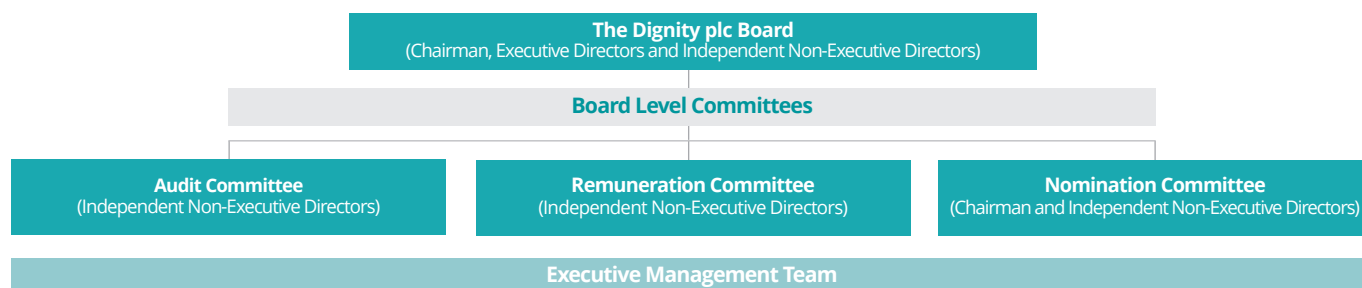 The Dignity plc Board
(Chairman, Executive Directors and Independent Non-Executive Directors)
Board Level Committees
Audit Committee
(Independent Non-Executive Directors)
Remuneration Committee
(Independent Non-Executive Directors)
Nomination Committee
(Chairman and Independent Non-Executive Directors)
Executive Management Team